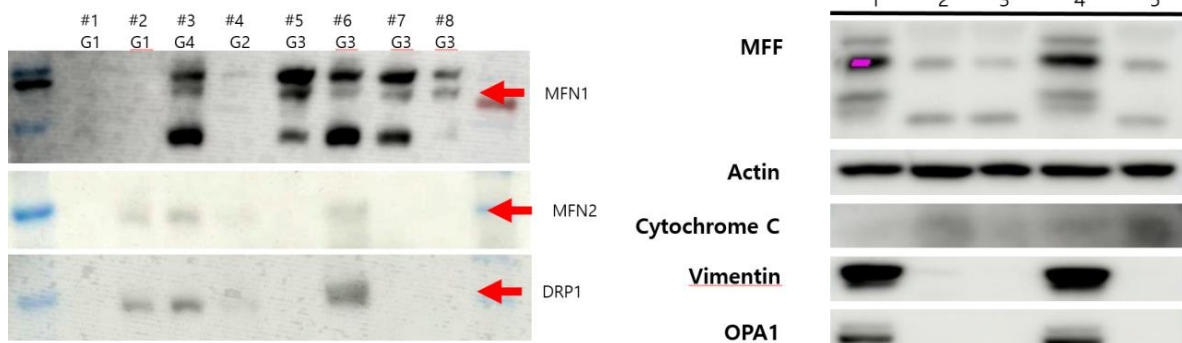 #1 #2 #3 #4 #5 #6 #7 #8
G1 G1 G4 G2 G3 G3 G3 G3
MFN1
MFN2
DRP1
1 2 3 4 5
MFF
Actin
Cytochrome C
Vimentin
OPA1